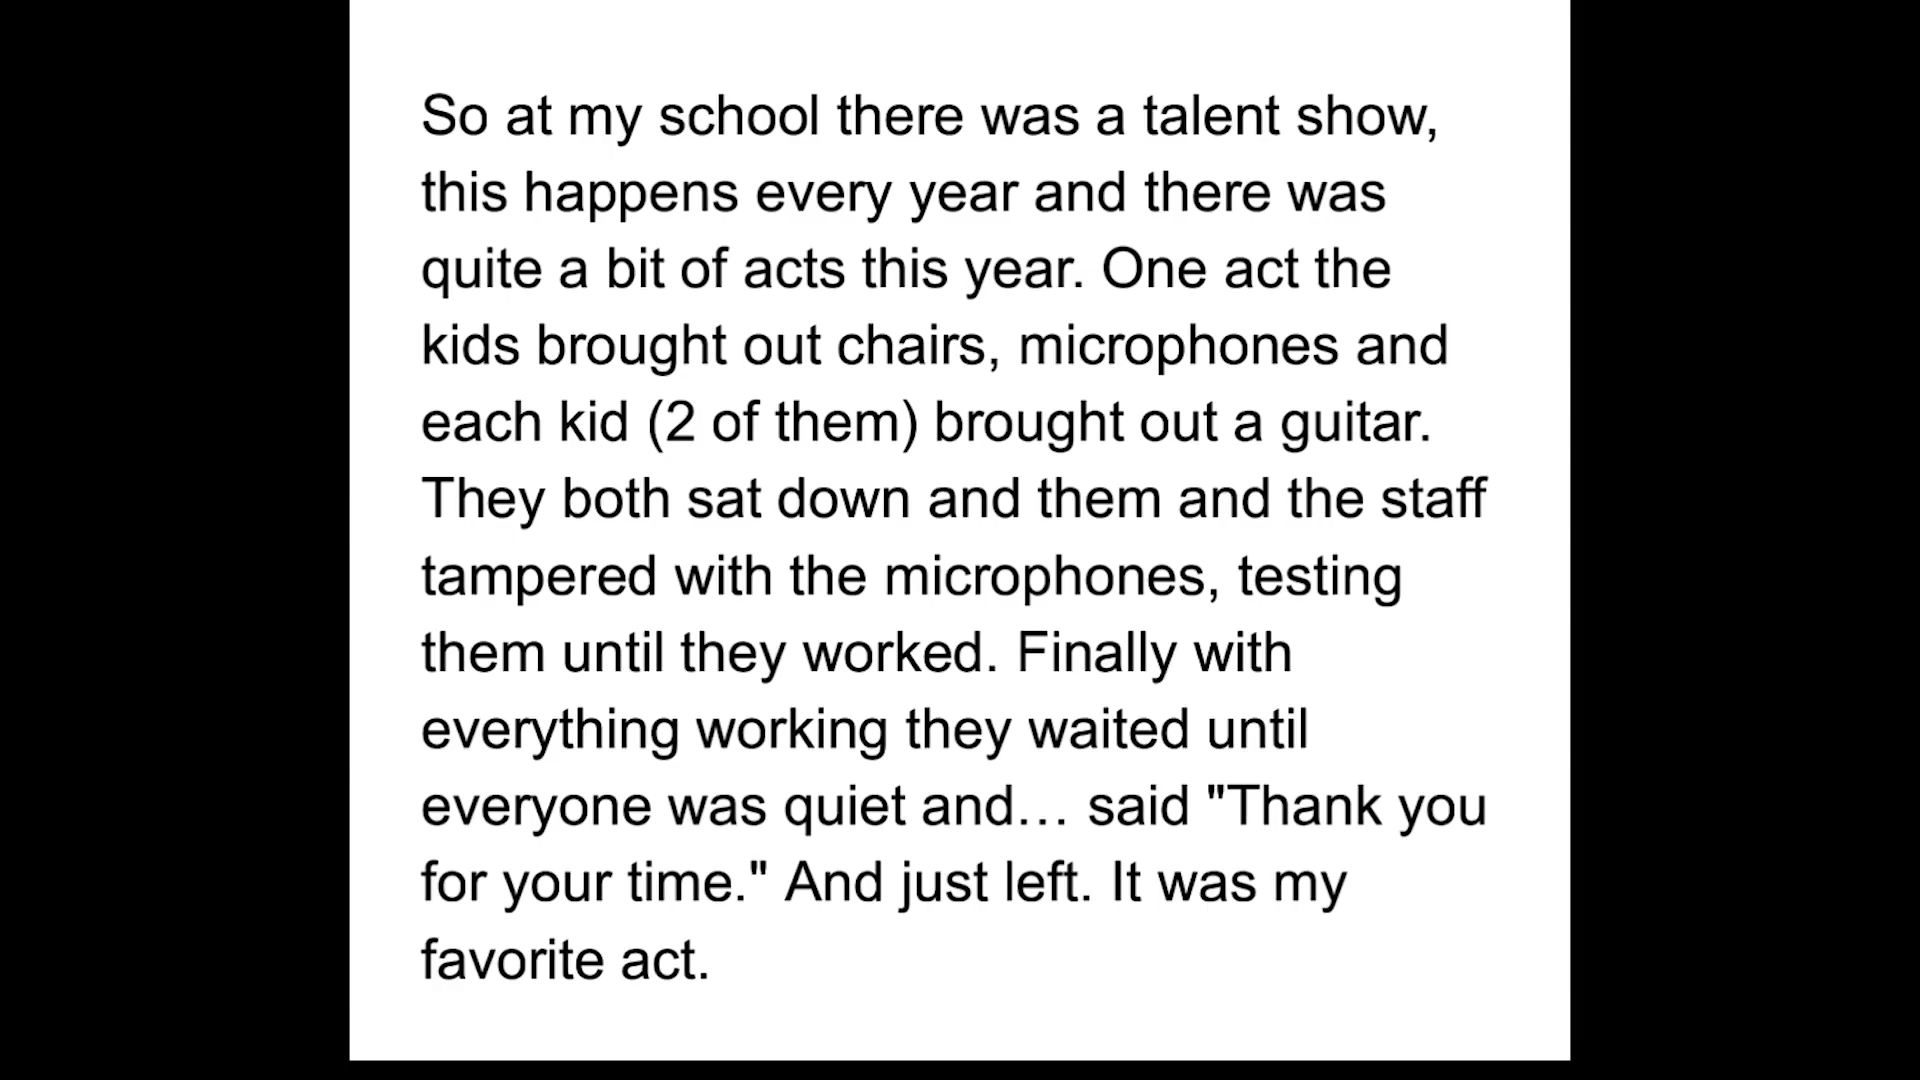 So at my school there was a talent show,
this happens every year and there was
quite a bit of acts this year. One act the
kids brought out chairs, microphones and
each kid (2 of them) brought out a guitar.
They both sat down and them and the staff
tampered with the microphones, testing
them until they worked. Finally with
everything working they waited until
everyone was quiet and… said "Thank you
for your time." And just left. It was my
favorite act.